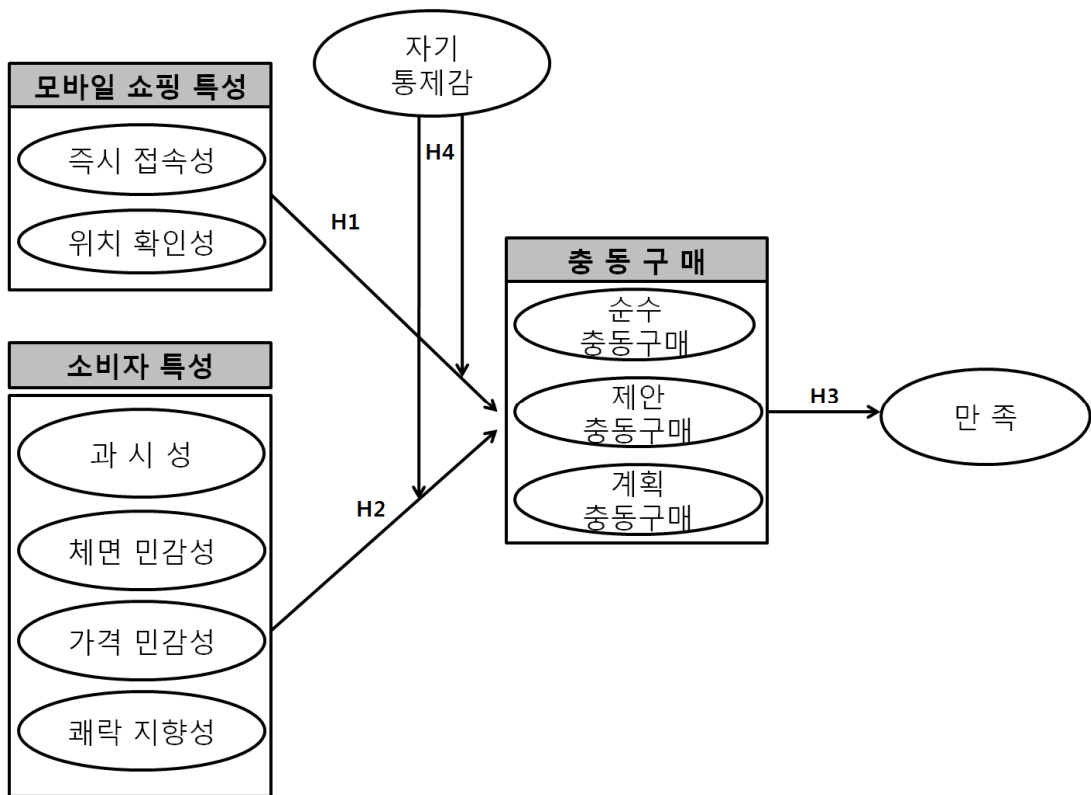 자기
통제감
모바일 쇼핑 특성
즉시 접속성
위치 확인성
H4
H1
충 동 구 매
순수
충동구매
제안
충동구매
계획
충동구매
H3
만 족
소비자 특성
과 시 성
체면 민감성
가격 민감성
쾌락 지향성
H2